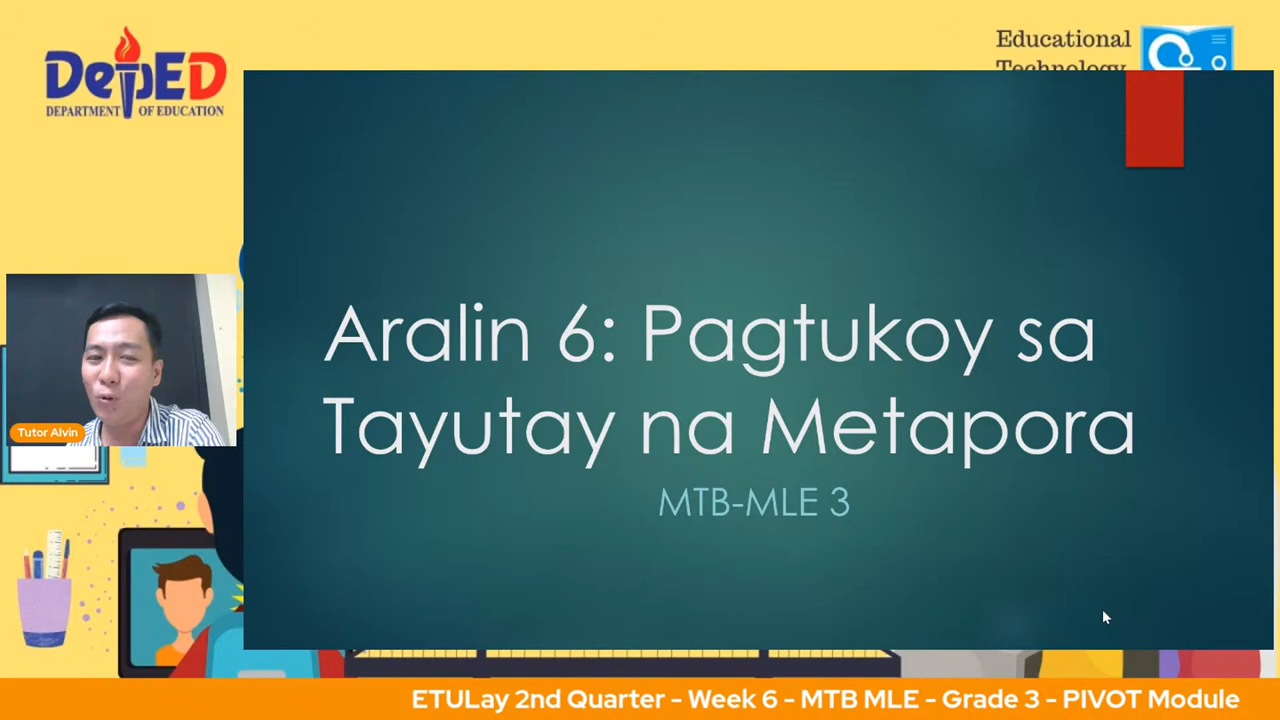 DepED
DEPARTMENT OF EDUCATION
Educational
Technology
Aralin 6: Pagtukoy sa
Tayutay na Metapora
MTB-MLE 3
Tutor Alvin
ETULay 2nd Quarter - Week 6 - MTB MLE - Grade 3 - PIVOT Module